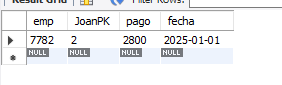 Result Grid Filter Rows:
emp JoanPK pago fecha
7782 2 2800 2025-01-01
NULL NULL NULL NULL